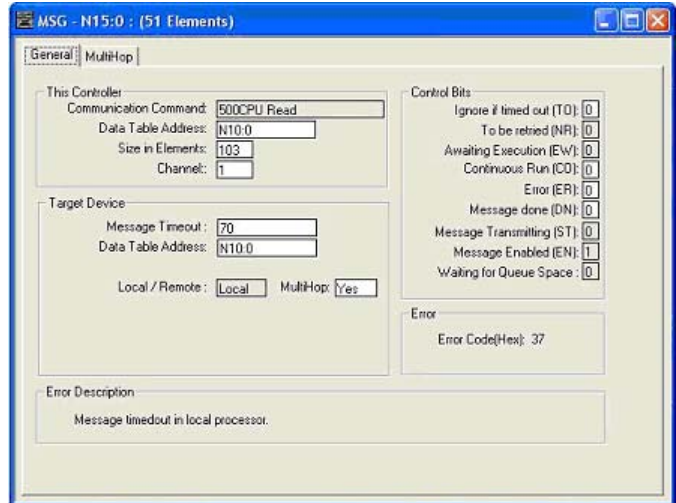 MSG - N15:0 : (51 Elements)
General MultiHop
This Controller
Communication Command: 500CPU Read
Data Table Address: N10:0
Size in Elements: 103
Channel:: 1
Target Device
Message Timeout : 70
Data Table Address: N10:0
Local / Remote : Local MultiHop: Yes
Control Bits
Ignore if timed out (TO): 0
To be retried (NR): 0
Awaiting Execution (EW): 0
Continuous Run (CO): 0
Error (ER): 0
Message done (DN): 0
Message Transmitting (ST): 0
Message Enabled (EN): 1
Waiting for Queue Space : 0
Error
Error Code(Hex): 37
Error Description
Message timedout in local processor.